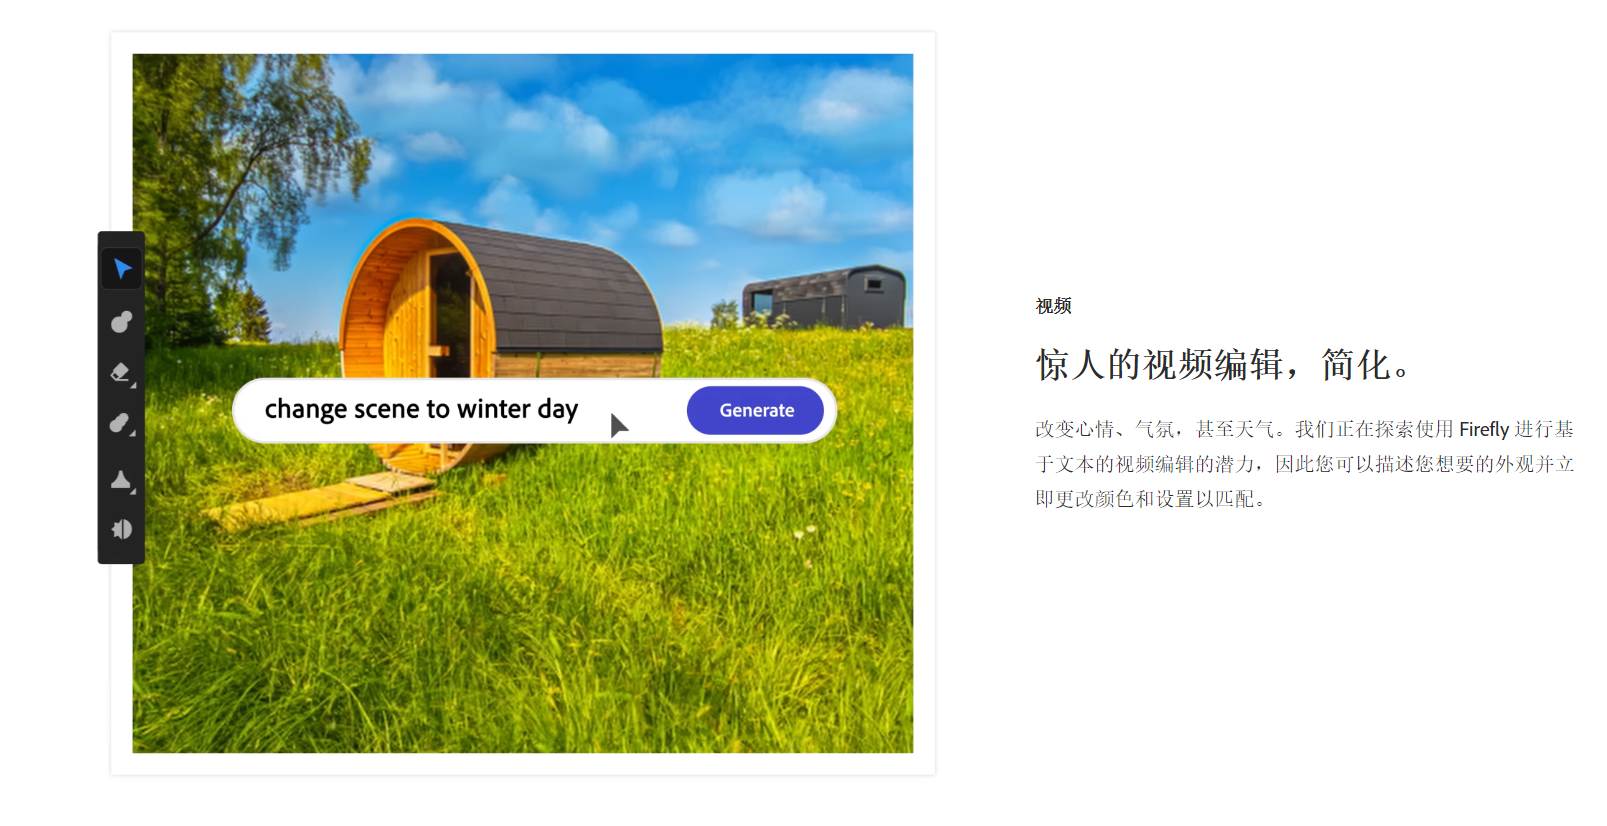 change scene to winter day
Generate
视频
惊人的视频编辑，简化。
改变心情、气氛，甚至天气。我们正在探索使用 Firefly 进行基
于文本的视频编辑的潜力，因此您可以描述您想要的外观并立
即更改颜色和设置以匹配。